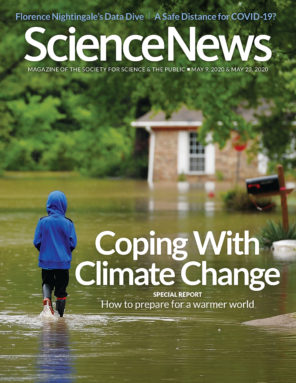 Florence Nightingale's Data Dive | A Safe Distance for COVID-19?
ScienceNews
MAGAZINE OF THE SOCIETY FOR SCIENCE & THE PUBLIC ■ MAY 9, 2020 & MAY 23, 2020
Coping With
Climate Change
SPECIAL REPORT
How to prepare for a warmer world